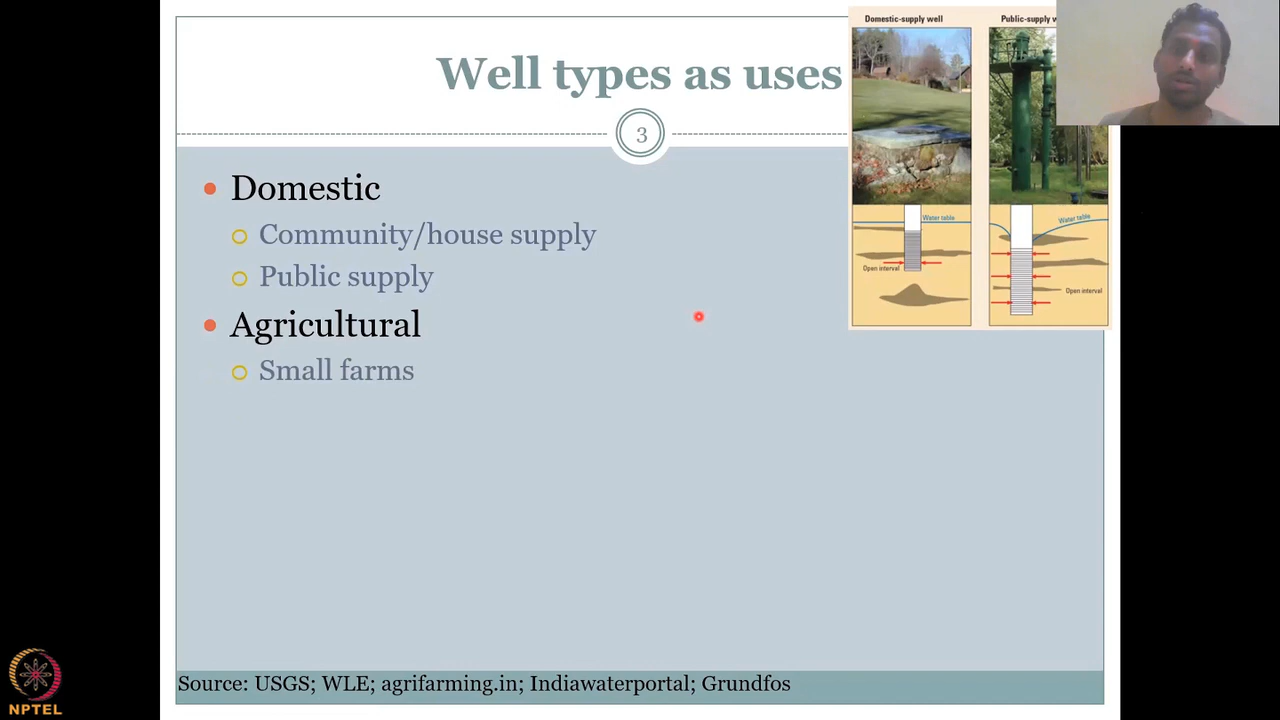 Domestic-supply well
Public-supply w
Well types as uses
3
Domestic
Community/house supply
Public supply
Agricultural
Small farms
Water table
Open interval
Water table
Open interval
Source: USGS; WLE; agrifarming.in; Indiawaterportal; Grundfos
NPTEL